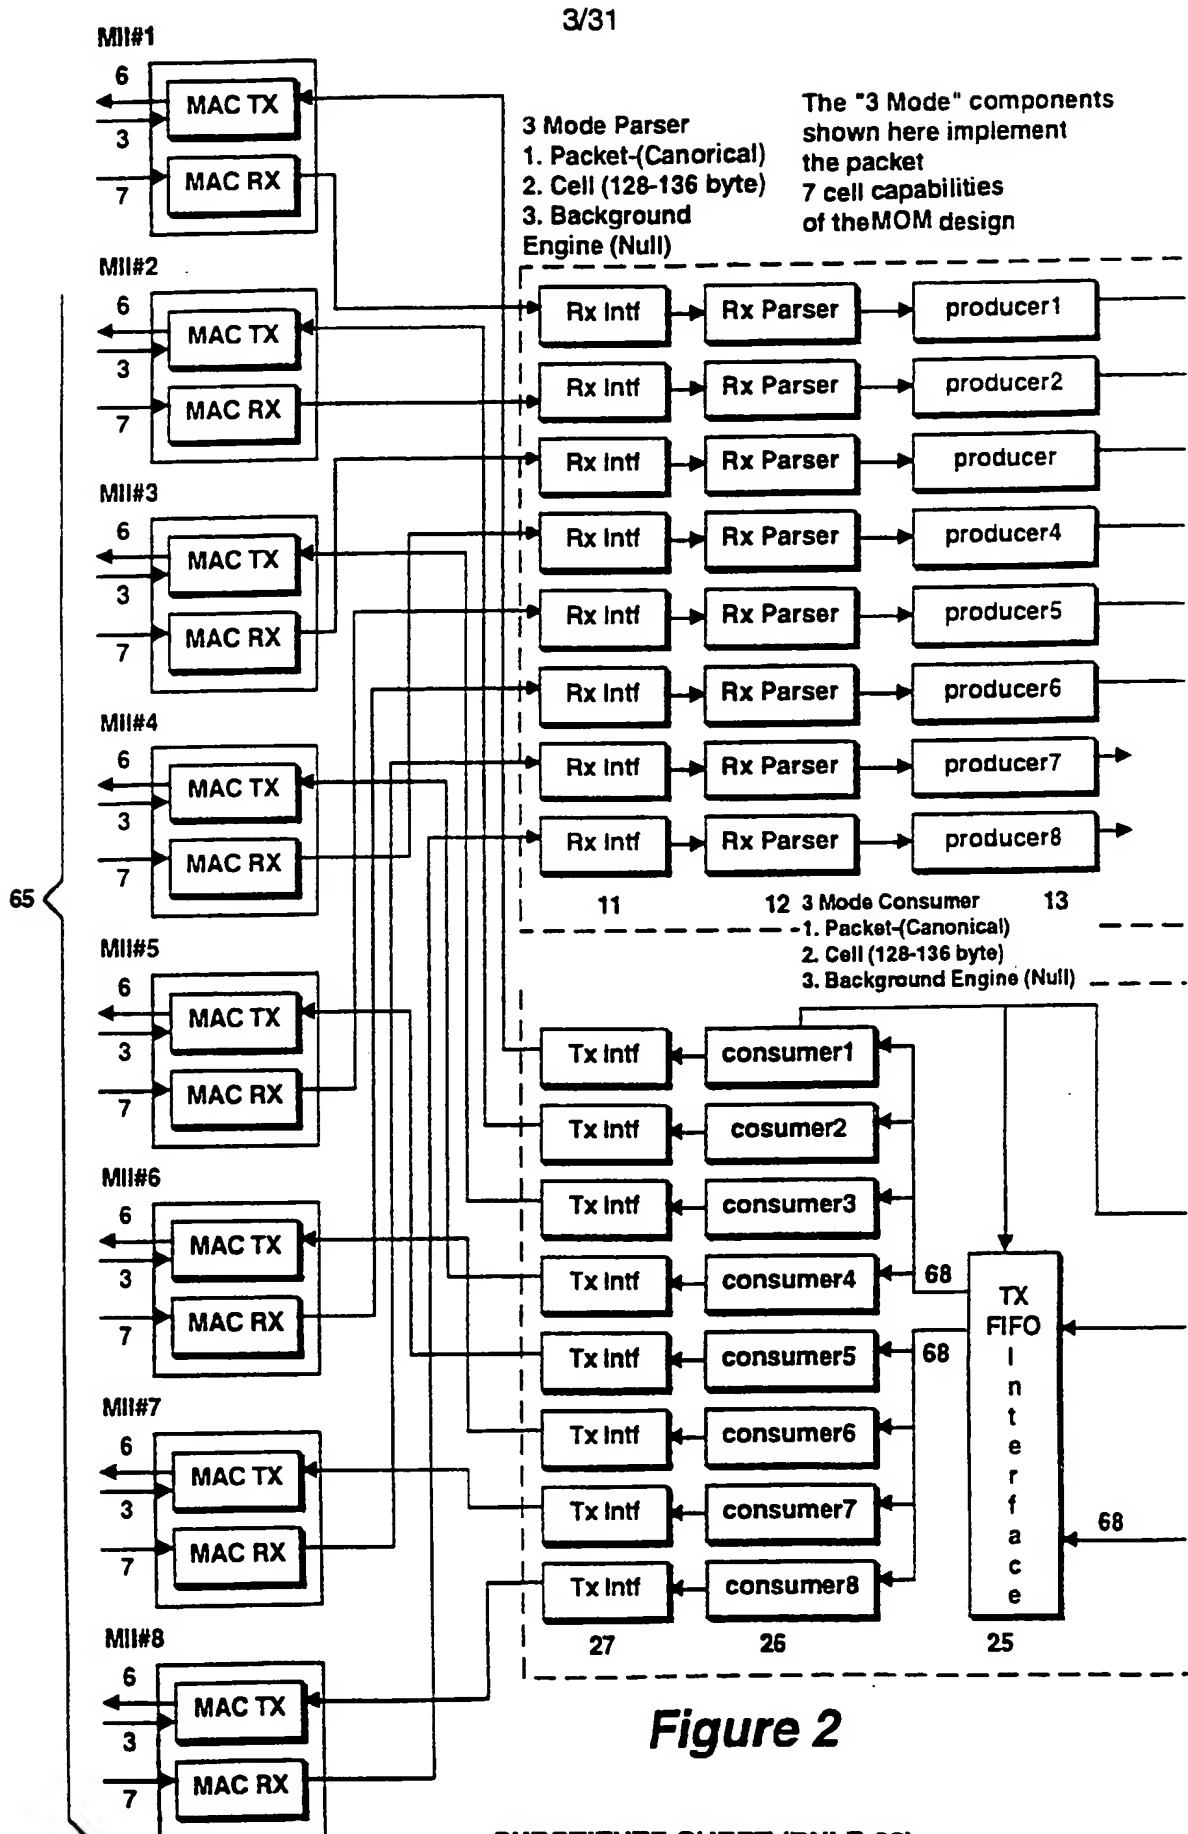 3/31
MII#1
6
MAC TX
3
MAC RX
7
3 Mode Parser
1. Packet-(Canorical)
2. Cell (128-136 byte)
3. Background
Engine (Null)
The "3 Mode" components
shown here implement
the packet
7 cell capabilities
of theMOM design
MII#2
6
MAC TX
3
MAC RX
7
MII#3
6
MAC TX
3
MAC RX
7
MII#4
6
MAC TX
3
MAC RX
7
65
MII#5
6
MAC TX
3
MAC RX
7
MII#6
6
MAC TX
3
MAC RX
7
MII#7
6
MAC TX
3
MAC RX
7
MII#8
6
MAC TX
3
MAC RX
7
Rx Intf Rx Parser producer1
Rx Intf Rx Parser producer2
Rx Intf Rx Parser producer
Rx Intf Rx Parser producer4
Rx Intf Rx Parser producer5
Rx Intf Rx Parser producer6
Rx Intf Rx Parser producer7
Rx Intf Rx Parser producer8
11 12 13
3 Mode Consumer
1. Packet-(Canonical)
2. Cell (128-136 byte)
3. Background Engine (Null)
Tx Intf consumer1
Tx Intf cosumer2
Tx Intf consumer3
Tx Intf consumer4
Tx Intf consumer5
Tx Intf consumer6
Tx Intf consumer7
Tx Intf consumer8
68
68
TX
FIFO
Interface
68
27 26 25
Figure 2